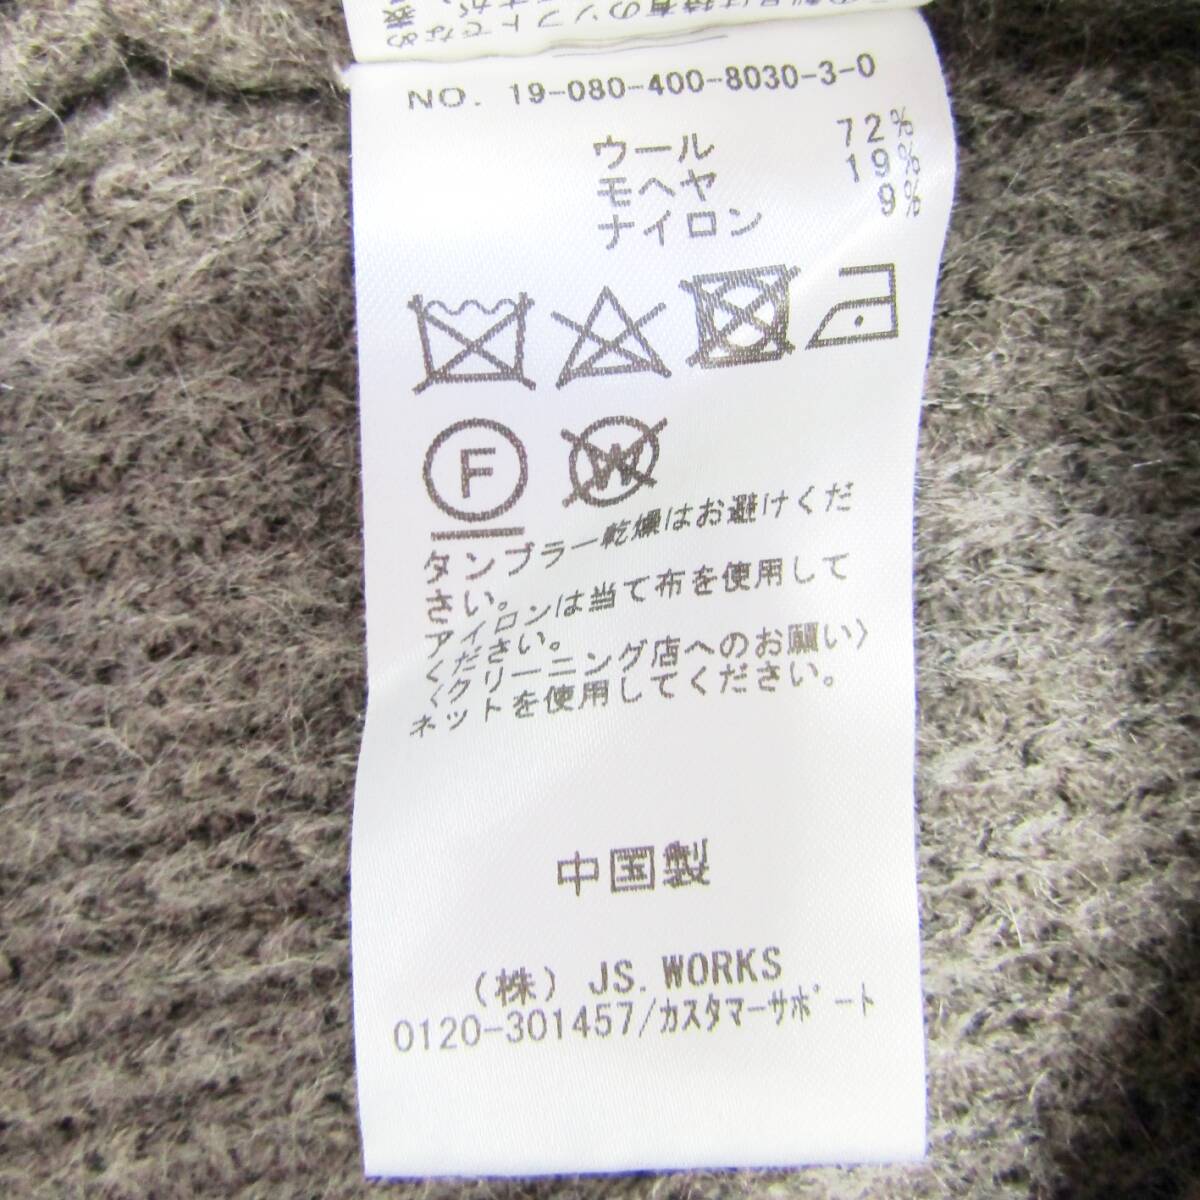 NO. 19-080-400-8030-3-0
ウール 72%
モヘヤ 19%
ナイロン 9%
F
W
タンブラー乾燥はお避けくだ
さい。
アイロンは当て布を使用して
ください。
〈クリーニング店へのお願い〉
ネットを使用してください。
中国製
(株) JS.WORKS
0120-301457/カスタマーサポート